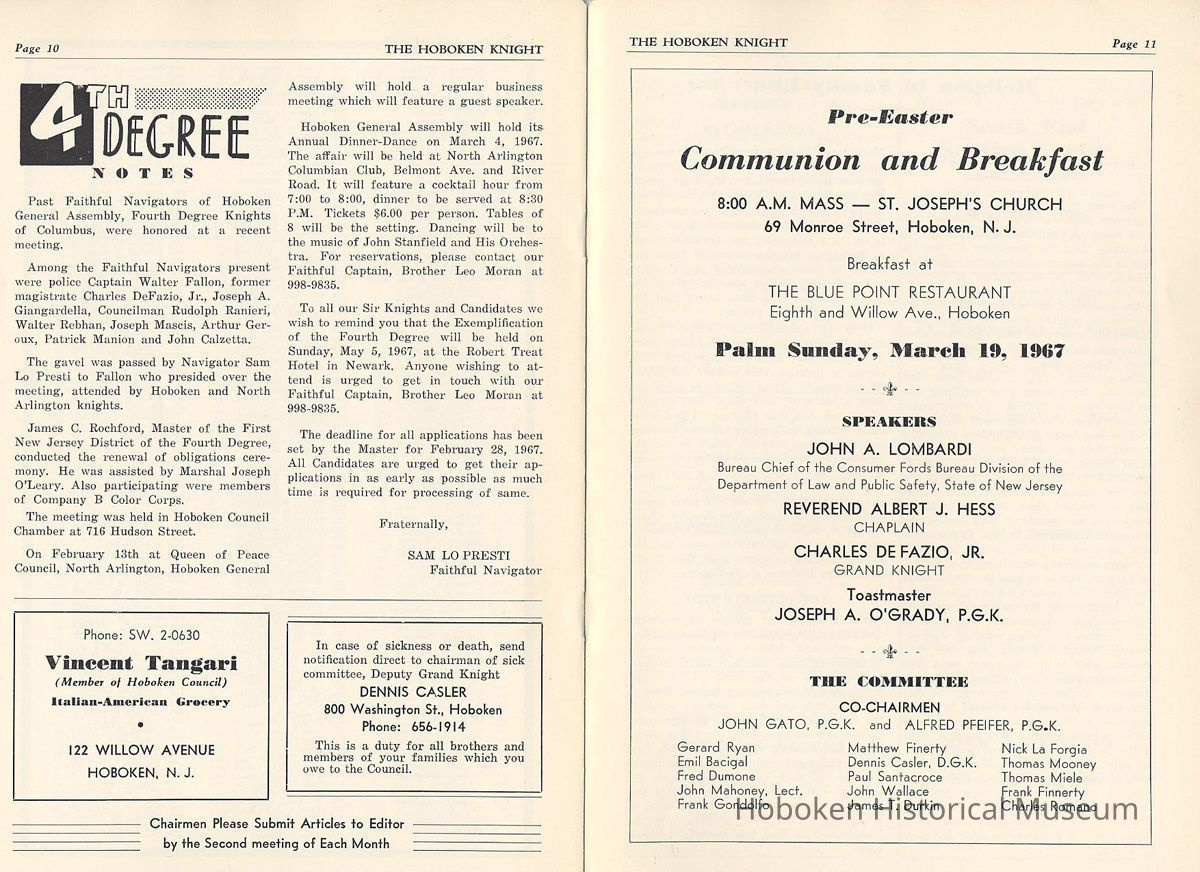 Page 10
THE HOBOKEN KNIGHT
4TH
DEGREE
NOTES
Past Faithful Navigators of Hoboken
General Assembly, Fourth Degree Knights
of Columbus, were honored at a recent
meeting.
Among the Faithful Navigators present
were police Captain Walter Fallon, former
magistrate Charles DeFazio, Jr., Joseph A.
Giangardella, Councilman Rudolph Ranieri,
Walter Rebhan, Joseph Mascis, Arthur Ger-
oux, Patrick Manion and John Calzetta.
The gavel was passed by Navigator Sam
Lo Presti to Fallon who presided over the
meeting, attended by Hoboken and North
Arlington knights.
James C. Rochford, Master of the First
New Jersey District of the Fourth Degree,
conducted the renewal of obligations cere-
mony. He was assisted by Marshal Joseph
O'Leary. Also participating were members
of Company B Color Corps.
The meeting was held in Hoboken Council
Chamber at 716 Hudson Street.
On February 13th at Queen of Peace
Council, North Arlington, Hoboken General
Assembly will hold a regular business
meeting which will feature a guest speaker.
Hoboken General Assembly will hold its
Annual Dinner-Dance on March 4, 1967.
The affair will be held at North Arlington
Columbian Club, Belmont Ave. and River
Road. It will feature a cocktail hour from
7:00 to 8:00, dinner to be served at 8:30
P.M. Tickets $6.00 per person. Tables of
8 will be the setting. Dancing will be to
the music of John Stanfield and His Orches-
tra. For reservations, please contact our
Faithful Captain, Brother Leo Moran at
998-9835.
To all our Sir Knights and Candidates we
wish to remind you that the Exemplification
of the Fourth Degree will be held on
Sunday, May 5, 1967, at the Robert Treat
Hotel in Newark. Anyone wishing to at-
tend is urged to get in touch with our
Faithful Captain, Brother Leo Moran at
998-9835.
The deadline for all applications has been
set by the Master for February 28, 1967.
All Candidates are urged to get their ap-
plications in as early as possible as much
time is required for processing of same.
Fraternally,
SAM LO PRESTI
Faithful Navigator
Phone: SW. 2-0630
Vincent Tangari
(Member of Hoboken Council)
Italian-American Grocery
122 WILLOW AVENUE
HOBOKEN, N. J.
In case of sickness or death, send
notification direct to chairman of sick
committee, Deputy Grand Knight
DENNIS CASLER
800 Washington St., Hoboken
Phone: 656-1914
This is a duty for all brothers and
members of your families which you
owe to the Council.
Chairmen Please Submit Articles to Editor
by the Second meeting of Each Month
THE HOBOKEN KNIGHT
Page 11
Pre-Easter
Communion and Breakfast
8:00 A.M. MASS — ST. JOSEPH'S CHURCH
69 Monroe Street, Hoboken, N. J.
Breakfast at
THE BLUE POINT RESTAURANT
Eighth and Willow Ave., Hoboken
Palm Sunday, March 19, 1967
SPEAKERS
JOHN A. LOMBARDI
Bureau Chief of the Consumer Fords Bureau Division of the
Department of Law and Public Safety, State of New Jersey
REVEREND ALBERT J. HESS
CHAPLAIN
CHARLES DE FAZIO, JR.
GRAND KNIGHT
Toastmaster
JOSEPH A. O'GRADY, P.G.K.
THE COMMITTEE
CO-CHAIRMEN
JOHN GATO, P.G.K. and ALFRED PFEIFER, P.G.K.
Gerard Ryan
Emil Bacigal
Fred Dumone
John Mahoney, Lect.
Frank Gondolfo
Matthew Finerty
Dennis Casler, D.G.K.
Paul Santacroce
John Wallace
James T. Durkin
Nick La Forgia
Thomas Mooney
Thomas Miele
Frank Finnerty
Charles Romano
Hoboken Historical Museum